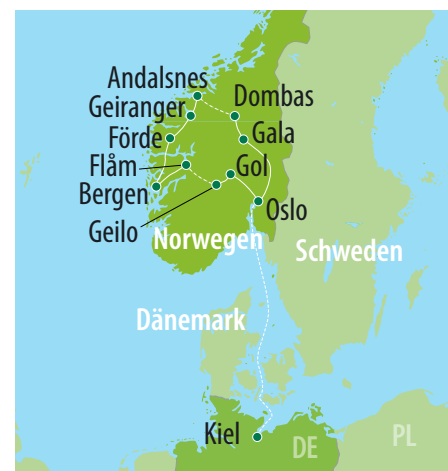 Andalsnes
Geiranger
Dombas
Förde
Gala
Flåm
Gol
Bergen
Oslo
Geilo
Norwegen
Schweden
Dänemark
Kiel
DE
PL